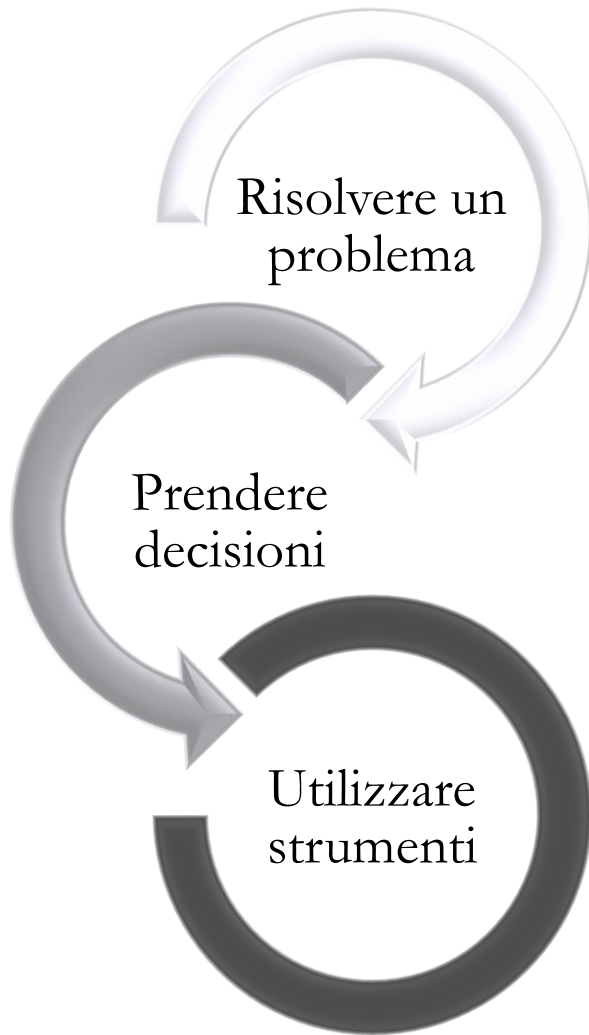 Risolvere un
problema
Prendere
decisioni
Utilizzare
strumenti